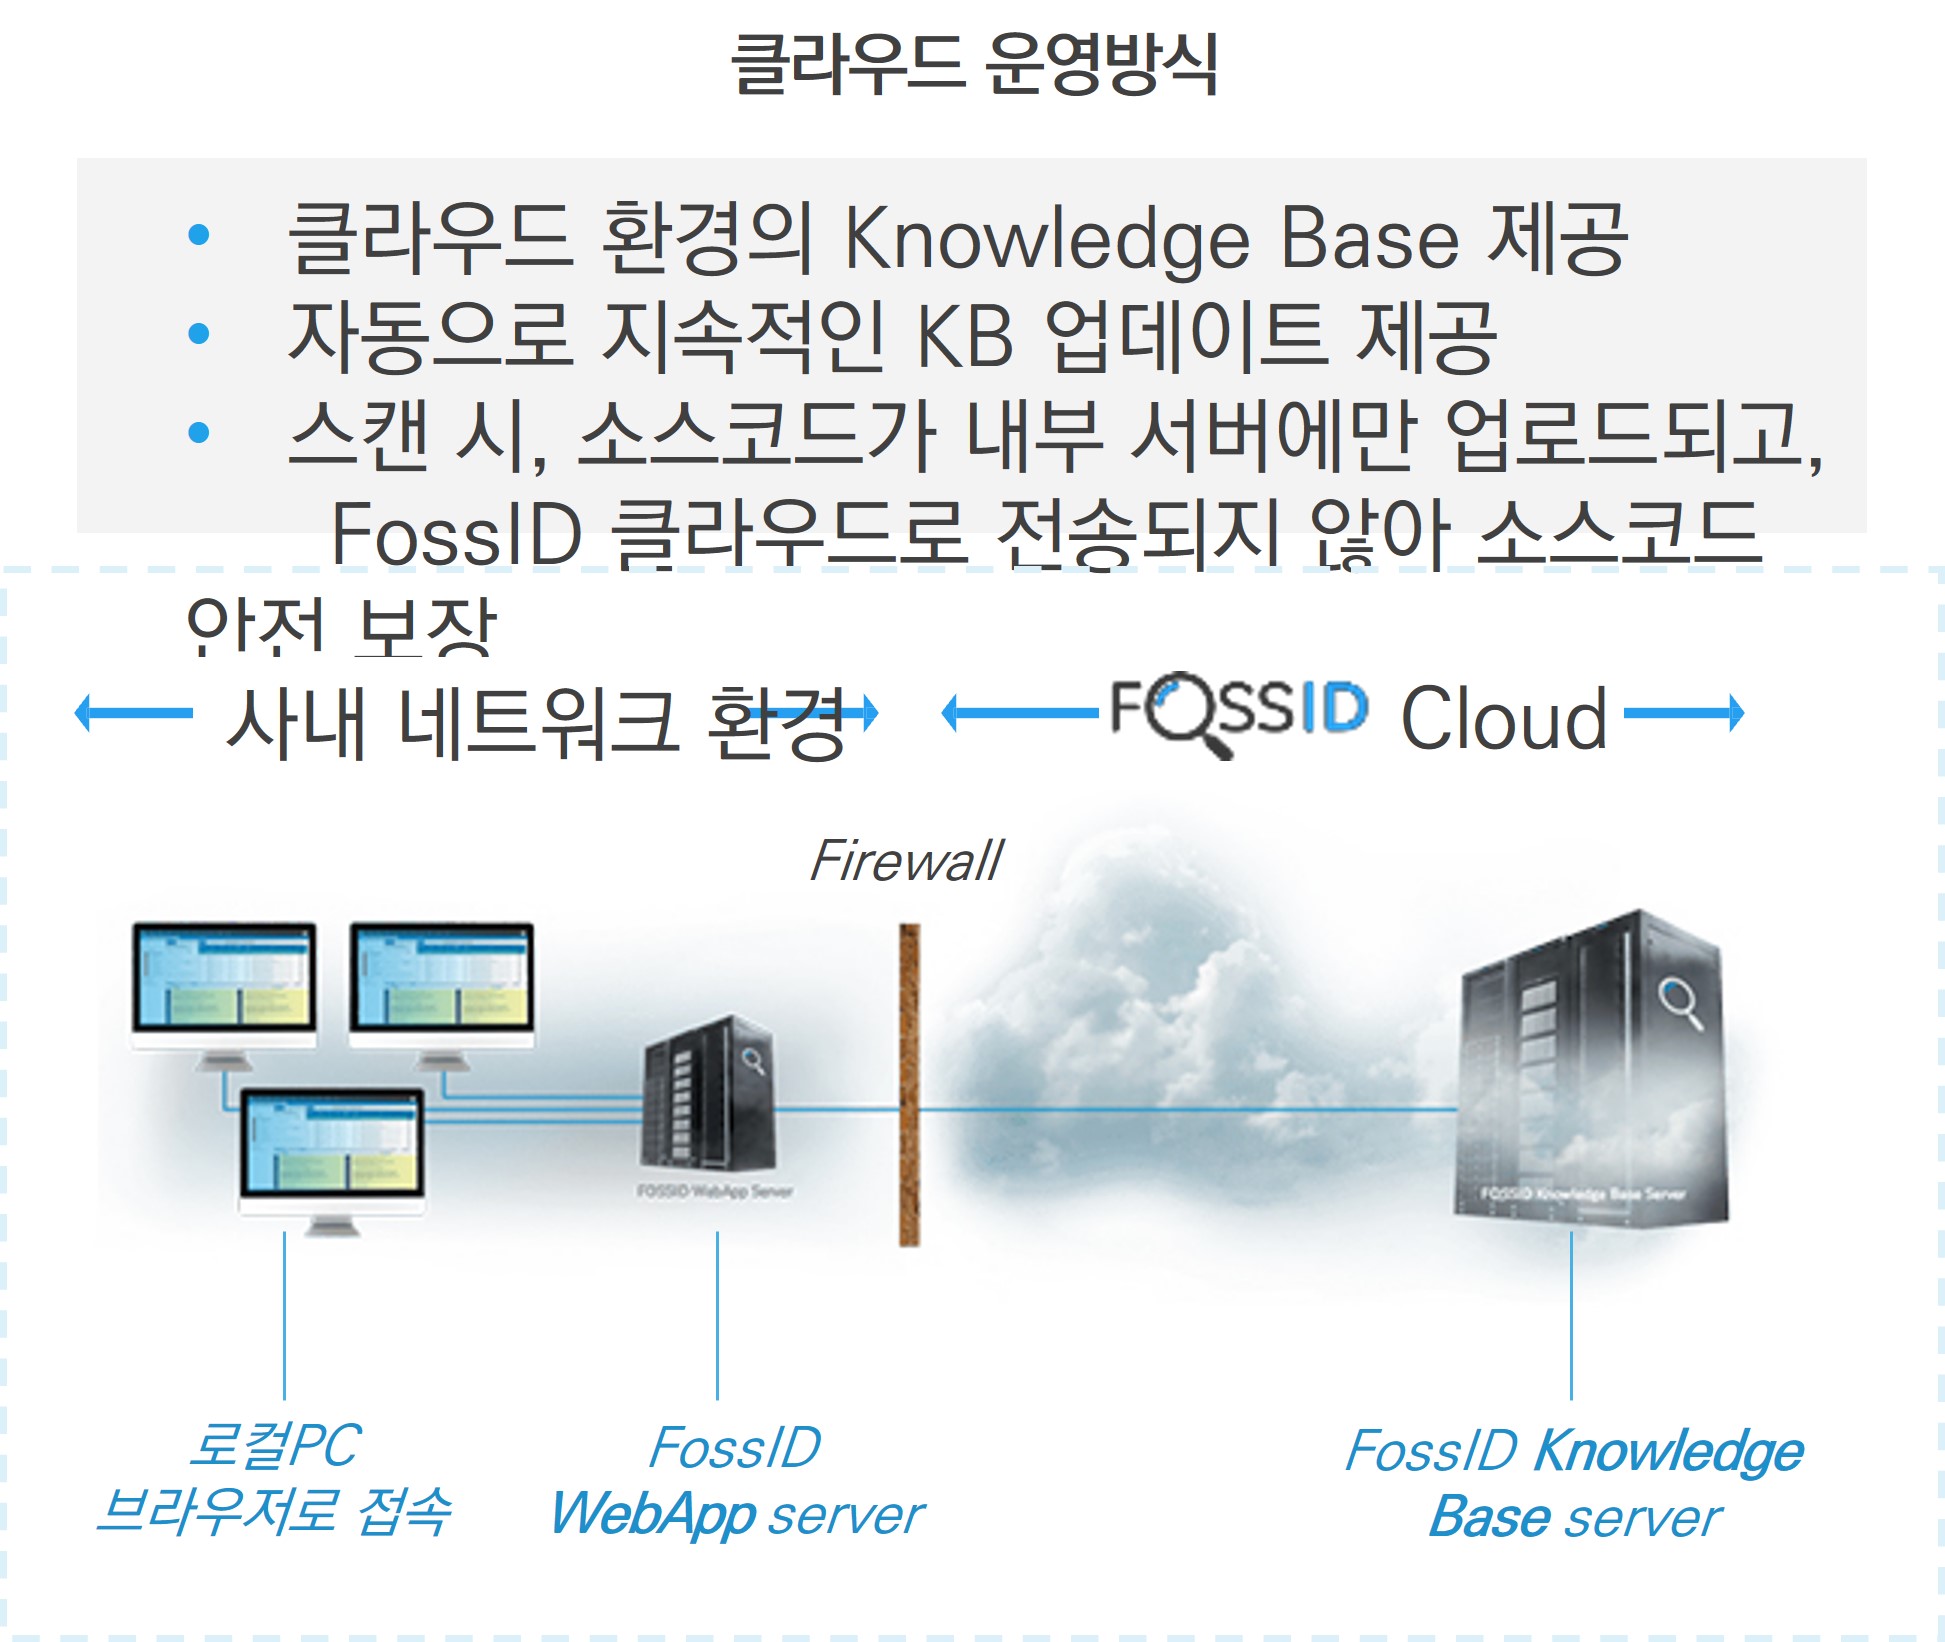 클라우드 운영방식
• 클라우드 환경의 Knowledge Base 제공
• 자동으로 지속적인 KB 업데이트 제공
• 스캔 시, 소스코드가 내부 서버에만 업로드되고,
FossID 클라우드로 전송되지 않아 소스코드
안전 보장
사내 네트워크 환경
FOSSID Cloud
Firewall
FOSSID WebApp Server
FOSSID Knowledge Base Server
로컬PC
브라우저로 접속
FossID
WebApp server
FossID Knowledge
Base server